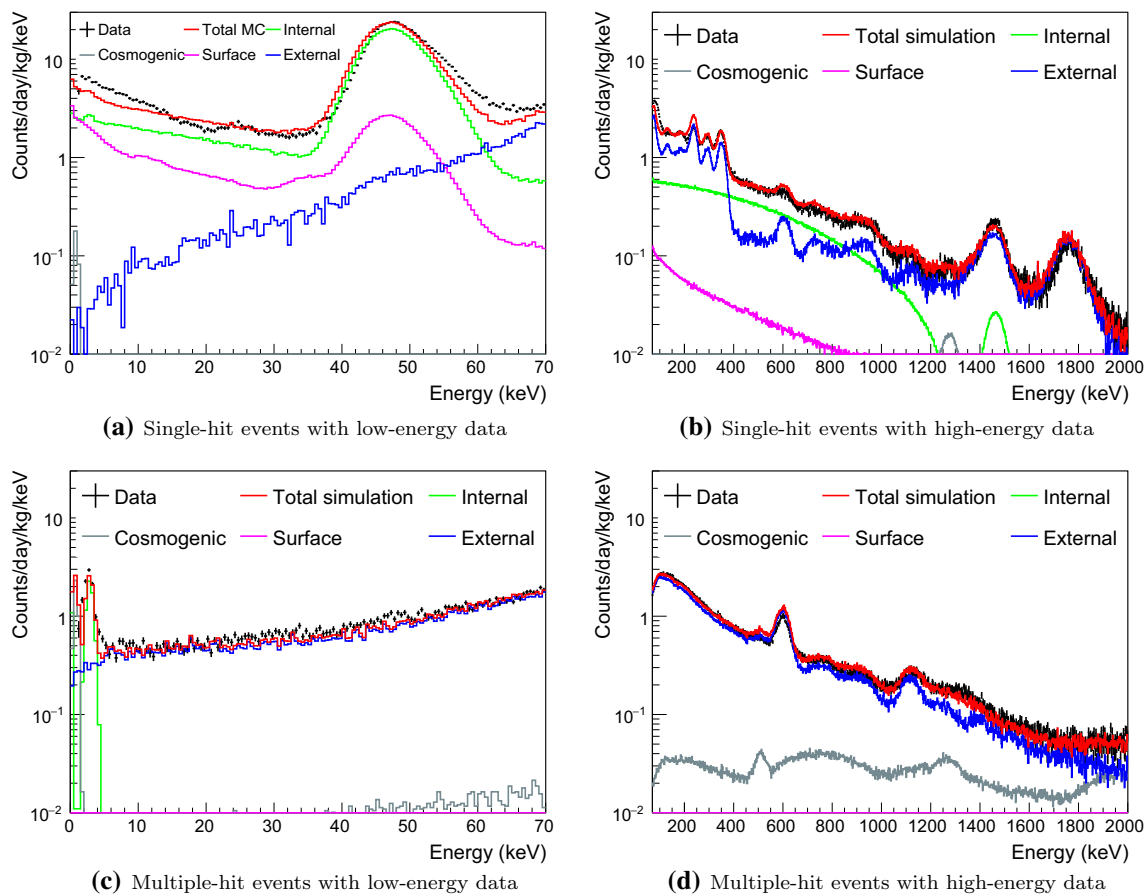 Counts/day/kg/keV
10
1
10⁻¹
10⁻²
Data Total MC Internal
Cosmogenic Surface External
0 10 20 30 40 50 60 70
Energy (keV)
(a) Single-hit events with low-energy data
Counts/day/kg/keV
10
1
10⁻¹
10⁻²
Data Total simulation Internal
Cosmogenic Surface External
200 400 600 800 1000 1200 1400 1600 1800 2000
Energy (keV)
(b) Single-hit events with high-energy data
Counts/day/kg/keV
10
1
10⁻¹
10⁻²
Data Total simulation Internal
Cosmogenic Surface External
0 10 20 30 40 50 60 70
Energy (keV)
(c) Multiple-hit events with low-energy data
Counts/day/kg/keV
10
1
10⁻¹
10⁻²
Data Total simulation Internal
Cosmogenic Surface External
200 400 600 800 1000 1200 1400 1600 1800 2000
Energy (keV)
(d) Multiple-hit events with high-energy data